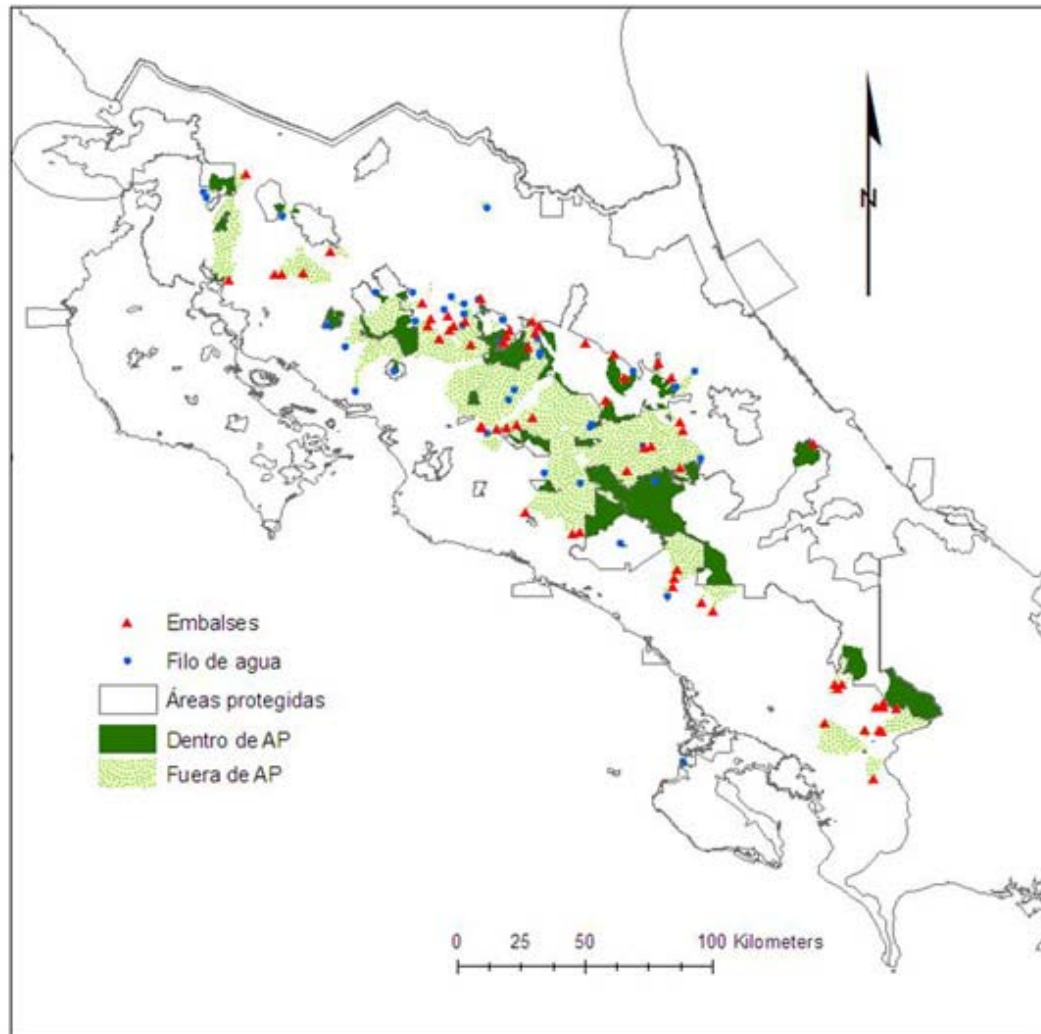 N
Embalses
Filo de agua
Áreas protegidas
Dentro de AP
Fuera de AP
0 25 50 100 Kilometers